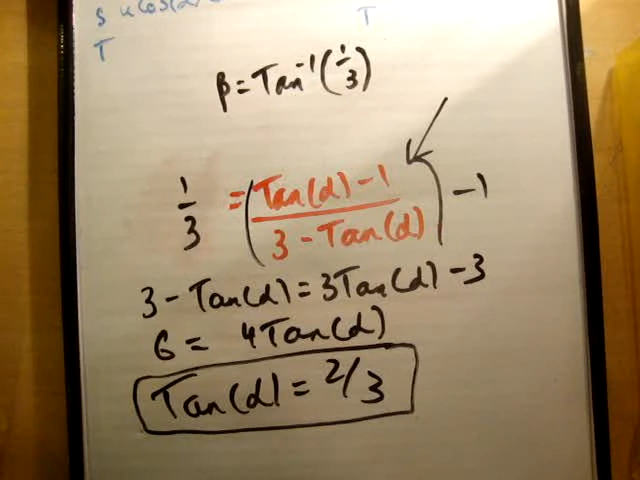 T
T
β = Tan⁻¹(1/3)
1/3 = ((Tan(α) - 1)/(3 - Tan(α))) - 1
3 - Tan(α) = 3Tan(α) - 3
6 = 4Tan(α)
Tan(α) = 2/3